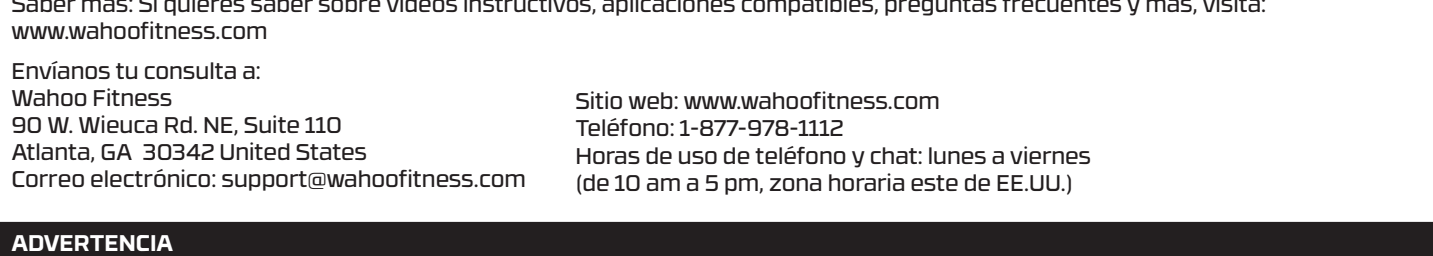 Saber más: Si quieres saber sobre videos instructivos, aplicaciones compatibles, preguntas frecuentes y más, visita:
www.wahoofitness.com
Envíanos tu consulta a:
Wahoo Fitness
90 W. Wieuca Rd. NE, Suite 110
Atlanta, GA  30342 United States
Correo electrónico: support@wahoofitness.com
Sitio web: www.wahoofitness.com
Teléfono: 1-877-978-1112
Horas de uso de teléfono y chat: lunes a viernes
(de 10 am a 5 pm, zona horaria este de EE.UU.)
ADVERTENCIA